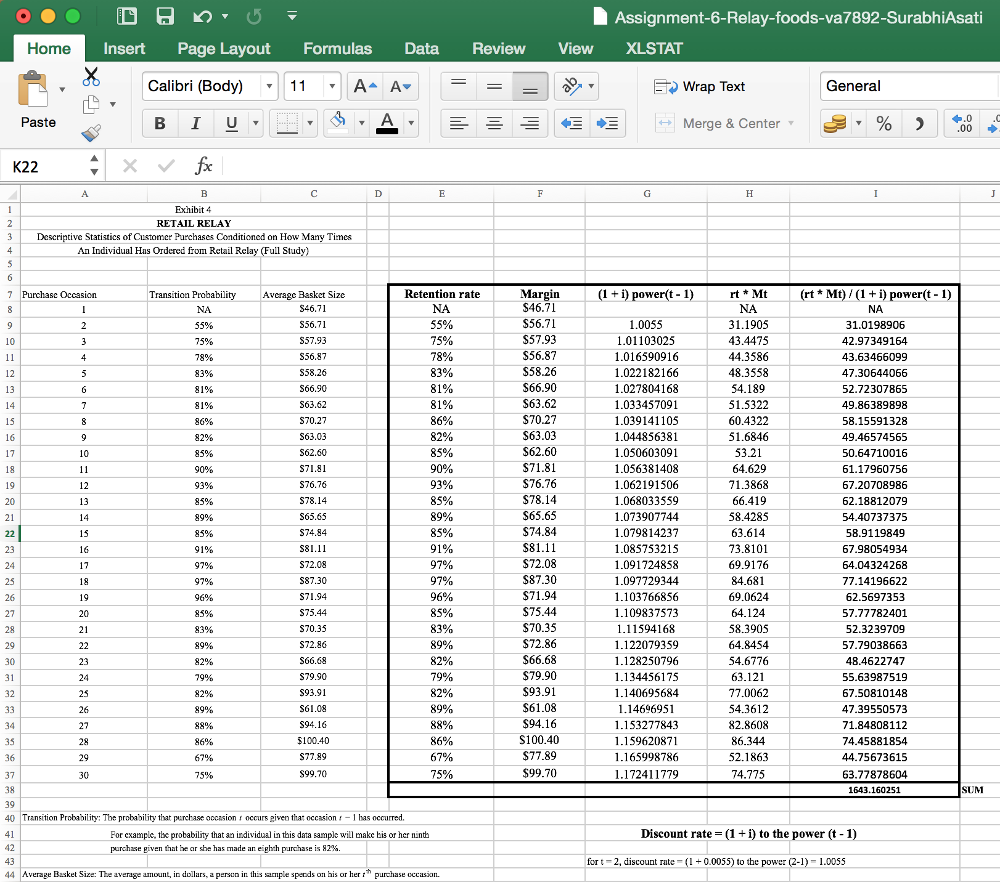 Assignment-6-Relay-foods-va7892-SurabhiAsati
Home Insert Page Layout Formulas Data Review View XLSTAT
Paste
Calibri (Body) 11 A A
Wrap Text
General
B I U A
Merge & Center
% .0 .00
K22 fx
A B C D E F G H I J
1 Exhibit 4
2 RETAIL RELAY
3 Descriptive Statistics of Customer Purchases Conditioned on How Many Times
4 An Individual Has Ordered from Retail Relay (Full Study)
5
6
7 Purchase Occasion Transition Probability Average Basket Size Retention rate Margin (1 + i) power(t - 1) rt * Mt (rt * Mt) / (1 + i) power(t - 1)
8 1 NA $46.71 NA $46.71 NA NA
9 2 55% $56.71 55% $56.71 1.0055 31.1905 31.0198906
10 3 75% $57.93 75% $57.93 1.01103025 43.4475 42.97349164
11 4 78% $56.87 78% $56.87 1.016590916 44.3586 43.63466099
12 5 83% $58.26 83% $58.26 1.022182166 48.3558 47.30644066
13 6 81% $66.90 81% $66.90 1.027804168 54.189 52.72307865
14 7 81% $63.62 81% $63.62 1.033457091 51.5322 49.86389898
15 8 86% $70.27 86% $70.27 1.039141105 60.4322 58.15591328
16 9 82% $63.03 82% $63.03 1.044856381 51.6846 49.46574565
17 10 85% $62.60 85% $62.60 1.050603091 53.21 50.64710016
18 11 90% $71.81 90% $71.81 1.056381408 64.629 61.17960756
19 12 93% $76.76 93% $76.76 1.062191506 71.3868 67.20708986
20 13 85% $78.14 85% $78.14 1.068033559 66.419 62.18812079
21 14 89% $65.65 89% $65.65 1.073907744 58.4285 54.40737375
22 15 85% $74.84 85% $74.84 1.079814237 63.614 58.9119849
23 16 91% $81.11 91% $81.11 1.085753215 73.8101 67.98054934
24 17 97% $72.08 97% $72.08 1.091724858 69.9176 64.04324268
25 18 97% $87.30 97% $87.30 1.097729344 84.681 77.14196622
26 19 96% $71.94 96% $71.94 1.103766856 69.0624 62.5697353
27 20 85% $75.44 85% $75.44 1.109837573 64.124 57.77782401
28 21 83% $70.35 83% $70.35 1.11594168 58.3905 52.3239709
29 22 89% $72.86 89% $72.86 1.122079359 64.8454 57.79038663
30 23 82% $66.68 82% $66.68 1.128250796 54.6776 48.4622747
31 24 79% $79.90 79% $79.90 1.134456175 63.121 55.63987519
32 25 82% $93.91 82% $93.91 1.140695684 77.0062 67.50810148
33 26 89% $61.08 89% $61.08 1.14696951 54.3612 47.39550573
34 27 88% $94.16 88% $94.16 1.153277843 82.8608 71.84808112
35 28 86% $100.40 86% $100.40 1.159620871 86.344 74.45881854
36 29 67% $77.89 67% $77.89 1.165998786 52.1863 44.75673615
37 30 75% $99.70 75% $99.70 1.172411779 74.775 63.77878604
38 1643.160251 SUM
39
40 Transition Probability: The probability that purchase occasion t occurs given that occasion t − 1 has occurred.
41 For example, the probability that an individual in this data sample will make his or her ninth Discount rate = (1 + i) to the power (t - 1)
42 purchase given that he or she has made an eighth purchase is 82%.
43 for t = 2, discount rate = (1 + 0.0055) to the power (2-1) = 1.0055
44 Average Basket Size: The average amount, in dollars, a person in this sample spends on his or her t th purchase occasion.